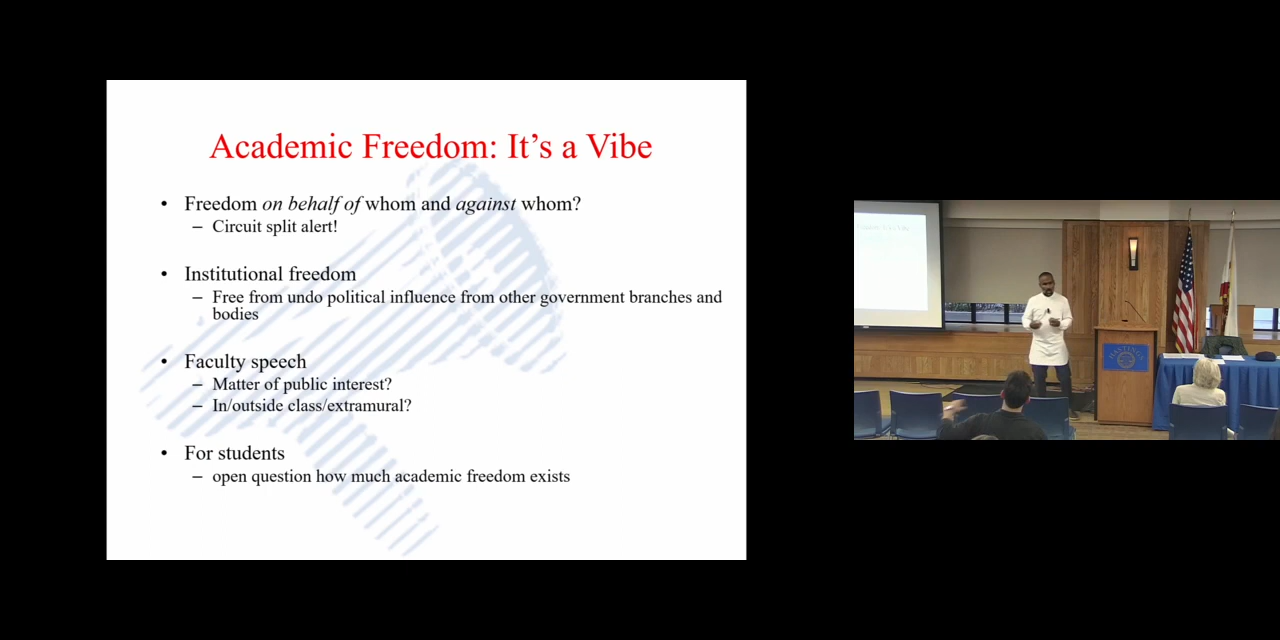 Academic Freedom: It's a Vibe
• Freedom on behalf of whom and against whom?
– Circuit split alert!
• Institutional freedom
– Free from undo political influence from other government branches and
bodies
• Faculty speech
– Matter of public interest?
– In/outside class/extramural?
• For students
– open question how much academic freedom exists
HASTINGS